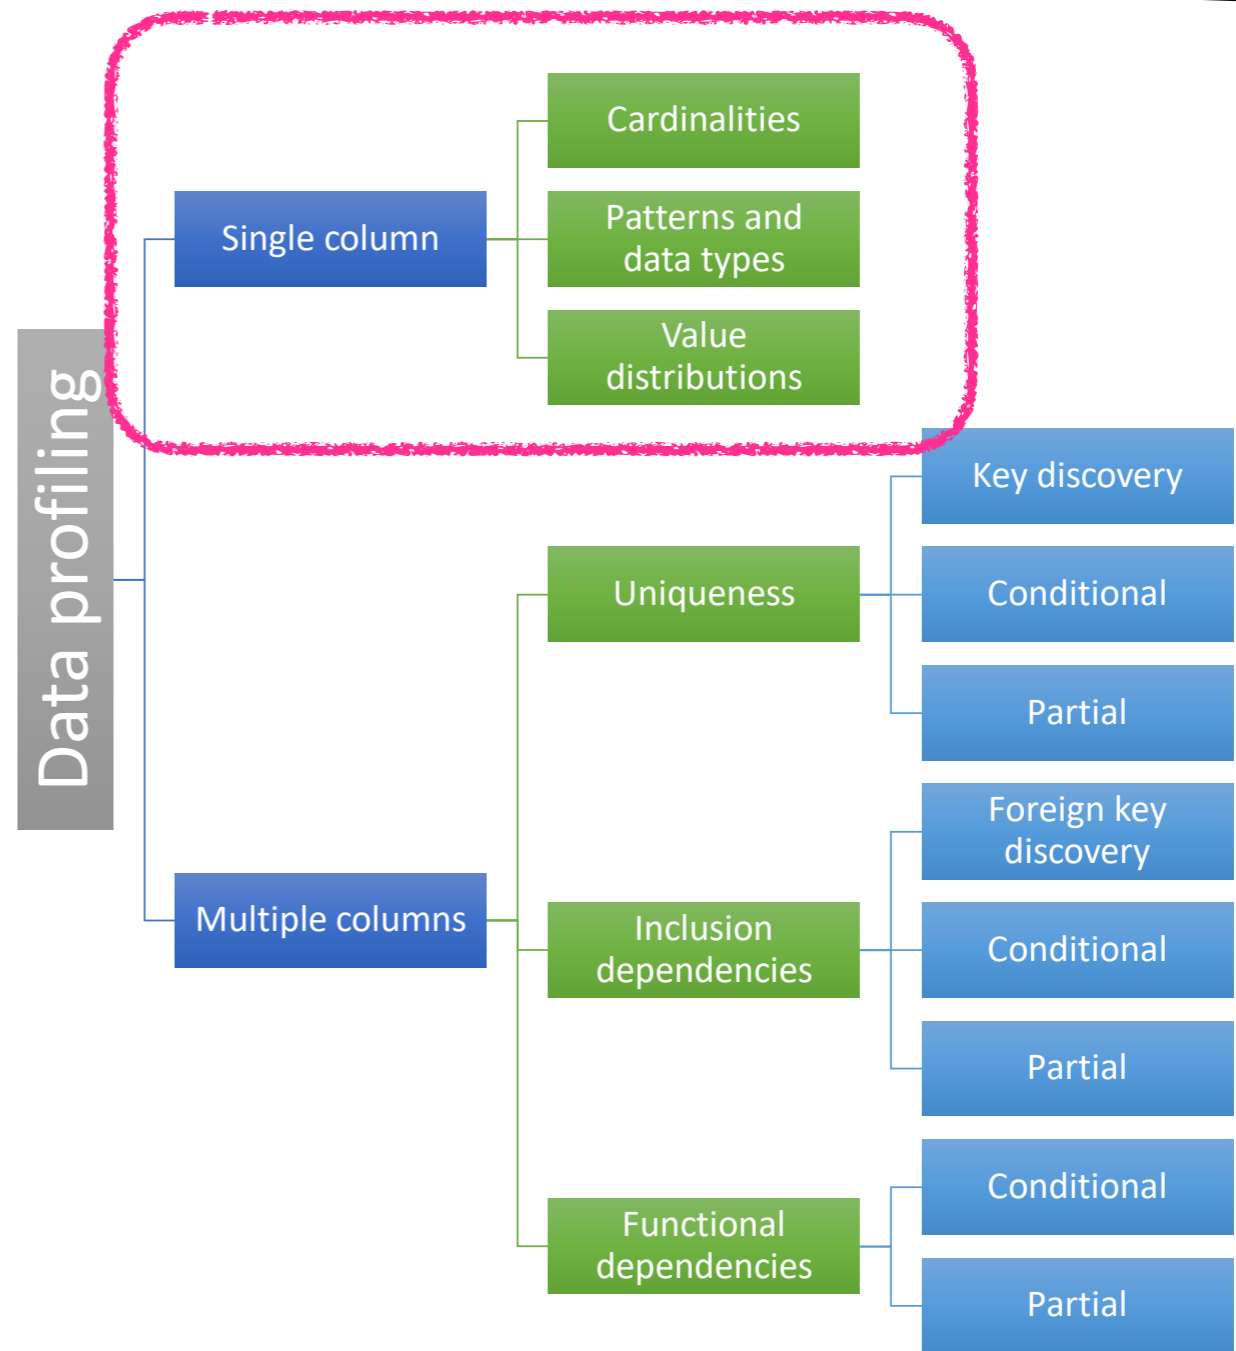 Data profiling
Single column
Cardinalities
Patterns and
data types
Value
distributions
Multiple columns
Uniqueness
Key discovery
Conditional
Partial
Inclusion
dependencies
Foreign key
discovery
Conditional
Partial
Functional
dependencies
Conditional
Partial